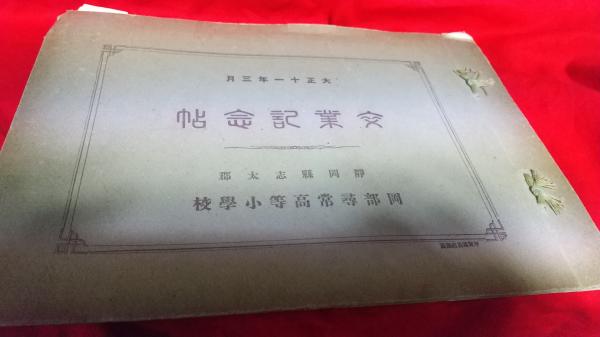 大正十一年三月
卒業記念帖
靜岡縣志太郡
岡部尋常高等小學校